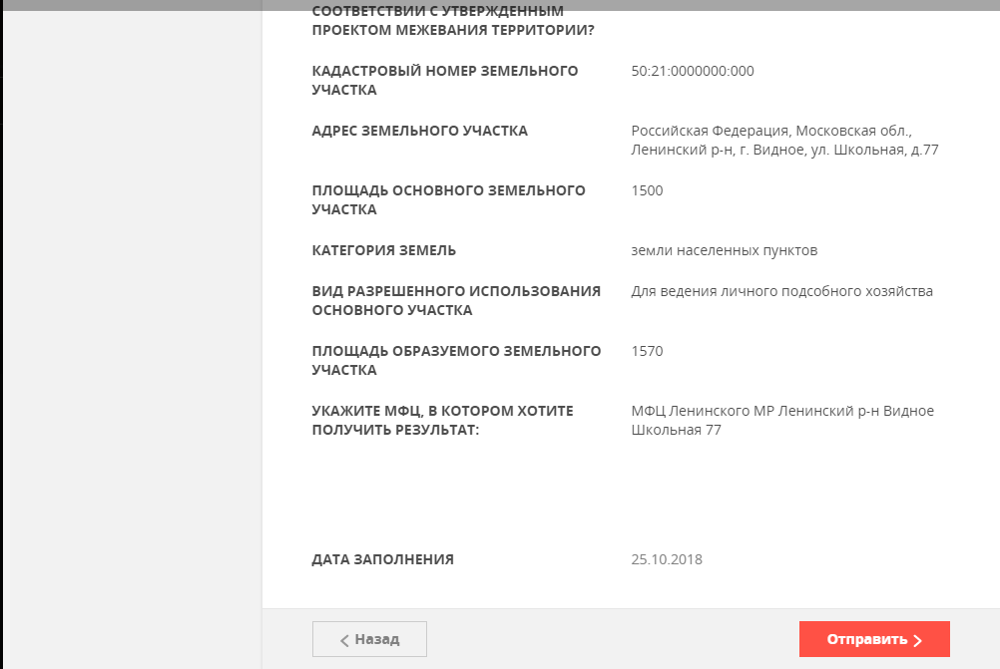 СООТВЕТСТВИИ С УТВЕРЖДЕННЫМ
ПРОЕКТОМ МЕЖЕВАНИЯ ТЕРРИТОРИИ?
КАДАСТРОВЫЙ НОМЕР ЗЕМЕЛЬНОГО
УЧАСТКА
50:21:0000000:000
АДРЕС ЗЕМЕЛЬНОГО УЧАСТКА
Российская Федерация, Московская обл.,
Ленинский р-н, г. Видное, ул. Школьная, д.77
ПЛОЩАДЬ ОСНОВНОГО ЗЕМЕЛЬНОГО
УЧАСТКА
1500
КАТЕГОРИЯ ЗЕМЕЛЬ
земли населенных пунктов
ВИД РАЗРЕШЕННОГО ИСПОЛЬЗОВАНИЯ
ОСНОВНОГО УЧАСТКА
Для ведения личного подсобного хозяйства
ПЛОЩАДЬ ОБРАЗУЕМОГО ЗЕМЕЛЬНОГО
УЧАСТКА
1570
УКАЖИТЕ МФЦ, В КОТОРОМ ХОТИТЕ
ПОЛУЧИТЬ РЕЗУЛЬТАТ:
МФЦ Ленинского МР Ленинский р-н Видное
Школьная 77
ДАТА ЗАПОЛНЕНИЯ
25.10.2018
Назад
Отправить